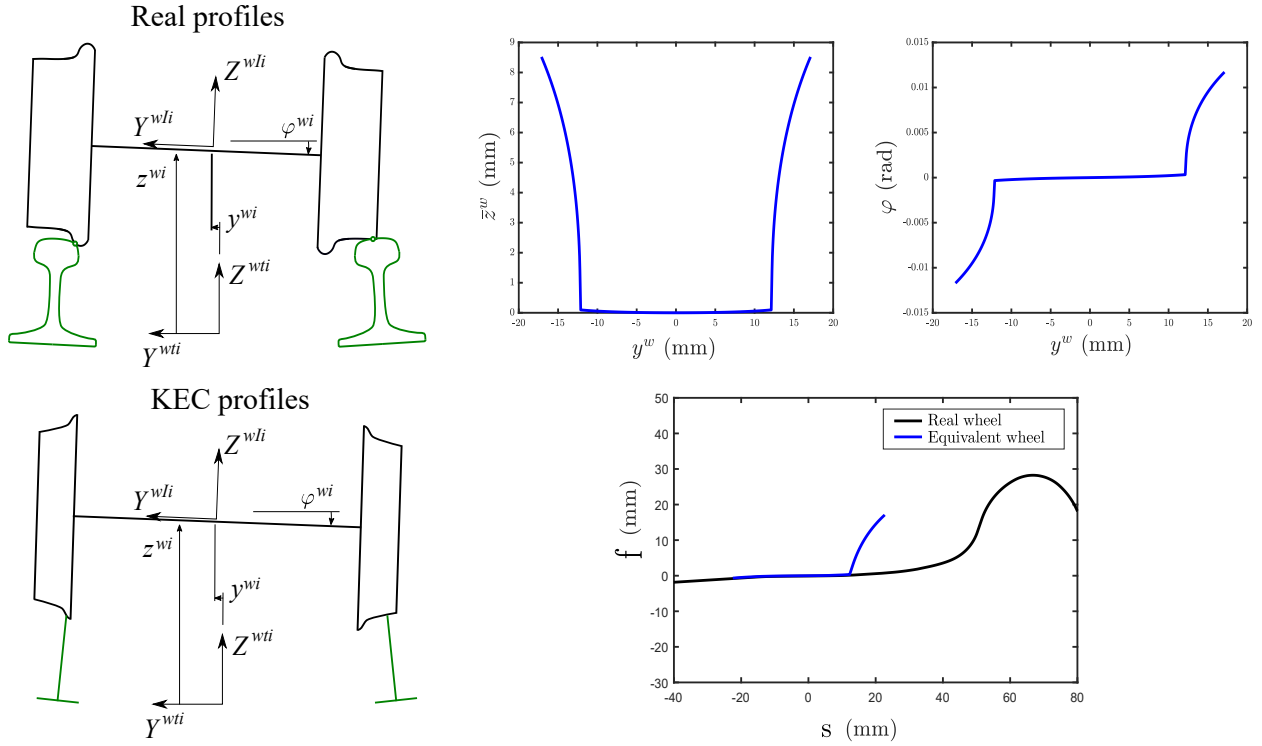 Real profiles
Z^wIi
Y^wIi
φ^wi
z^wi
y^wi
Z^wti
Y^wti
9
8
7
6
5
4
3
2
1
0
z̄^w (mm)
-20 -15 -10 -5 0 5 10 15 20
y^w (mm)
0.015
0.01
0.005
0
-0.005
-0.01
-0.015
φ (rad)
-20 -15 -10 -5 0 5 10 15 20
y^w (mm)
KEC profiles
Z^wIi
Y^wIi
φ^wi
z^wi
y^wi
Z^wti
Y^wti
50
40
30
20
10
0
-10
-20
-30
f (mm)
Real wheel
Equivalent wheel
-40 -20 0 20 40 60 80
s (mm)